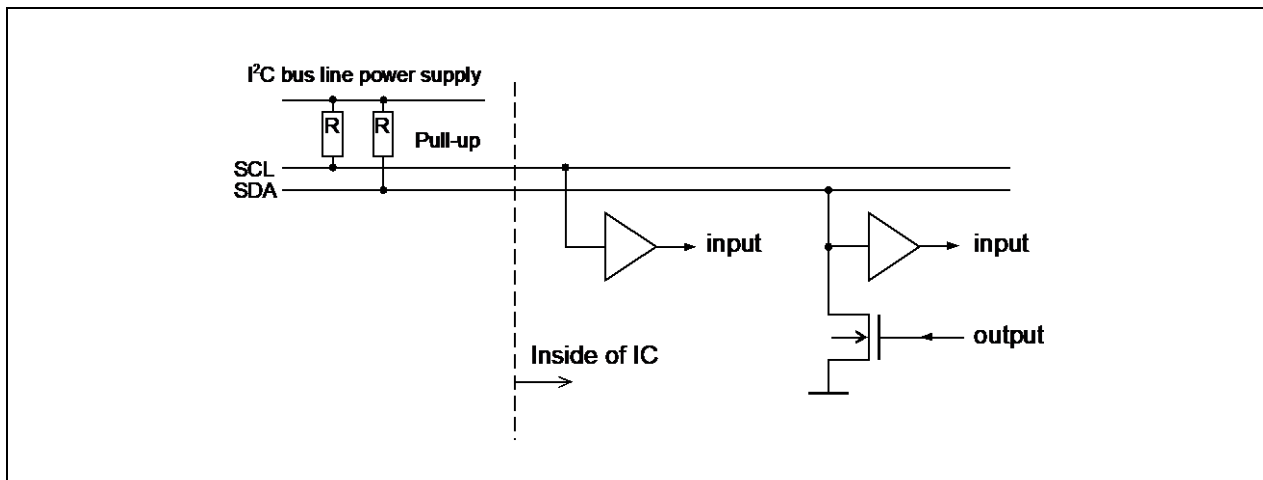 I²C bus line power supply
R R
Pull-up
SCL
SDA
input
input
output
Inside of IC